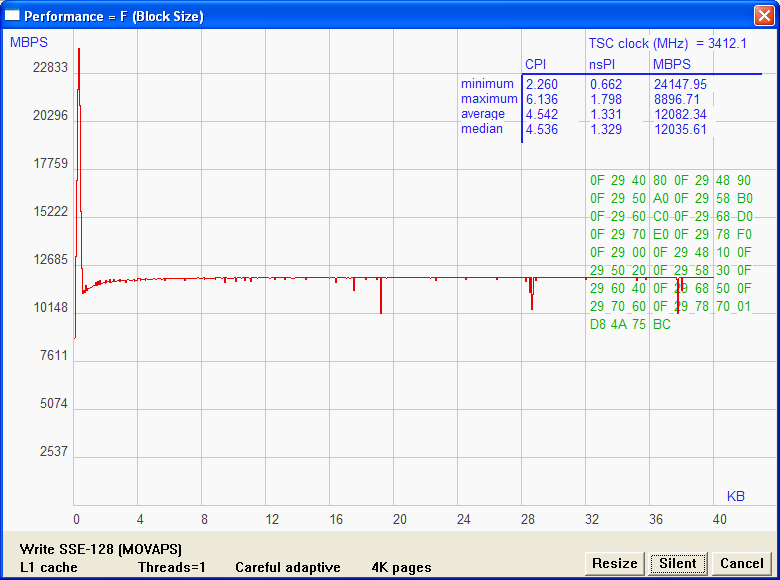 Performance = F (Block Size)
MBPS
TSC clock (MHz) = 3412.1
CPI nsPI MBPS
minimum 2.260 0.662 24147.95
maximum 6.136 1.798 8896.71
average 4.542 1.331 12082.34
median 4.536 1.329 12035.61
22833
20296
17759
15222
12685
10148
7611
5074
2537
0F 29 40 80 0F 29 48 90
0F 29 50 A0 0F 29 58 B0
0F 29 60 C0 0F 29 68 D0
0F 29 70 E0 0F 29 78 F0
0F 29 00 0F 29 48 10 0F
29 50 20 0F 29 58 30 0F
29 60 40 0F 29 68 50 0F
29 70 60 0F 29 78 70 01
D8 4A 75 BC
KB
0 4 8 12 16 20 24 28 32 36 40
Write SSE-128 (MOVAPS)
L1 cache Threads=1 Careful adaptive 4K pages
Resize Silent Cancel